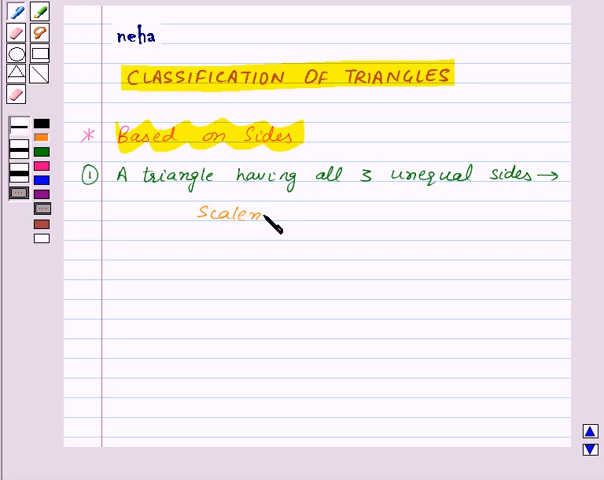 neha
CLASSIFICATION OF TRIANGLES
* Based on Sides
① A triangle having all 3 unequal sides →
Scalen